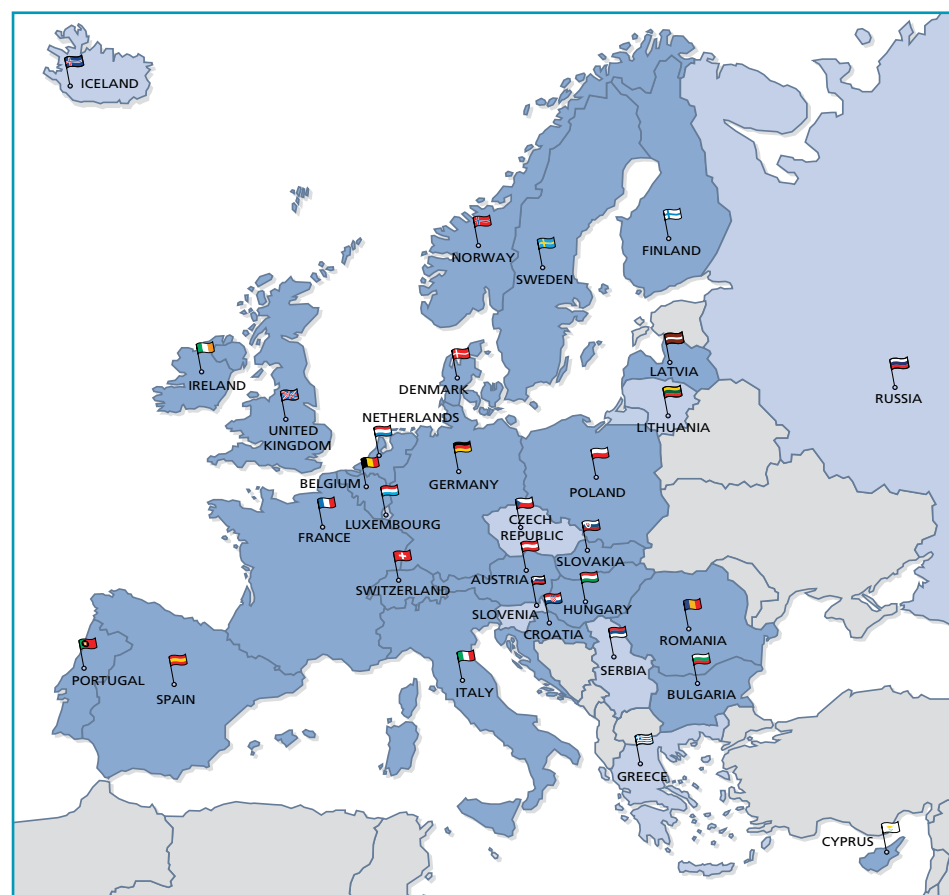 ICELAND
NORWAY
FINLAND
SWEDEN
LATVIA
IRELAND
DENMARK
RUSSIA
NETHERLANDS
LITHUANIA
UNITED
KINGDOM
BELGIUM
GERMANY
POLAND
LUXEMBOURG
CZECH
REPUBLIC
FRANCE
SLOVAKIA
AUSTRIA
SWITZERLAND
HUNGARY
SLOVENIA
CROATIA
ROMANIA
SERBIA
PORTUGAL
ITALY
BULGARIA
SPAIN
GREECE
CYPRUS